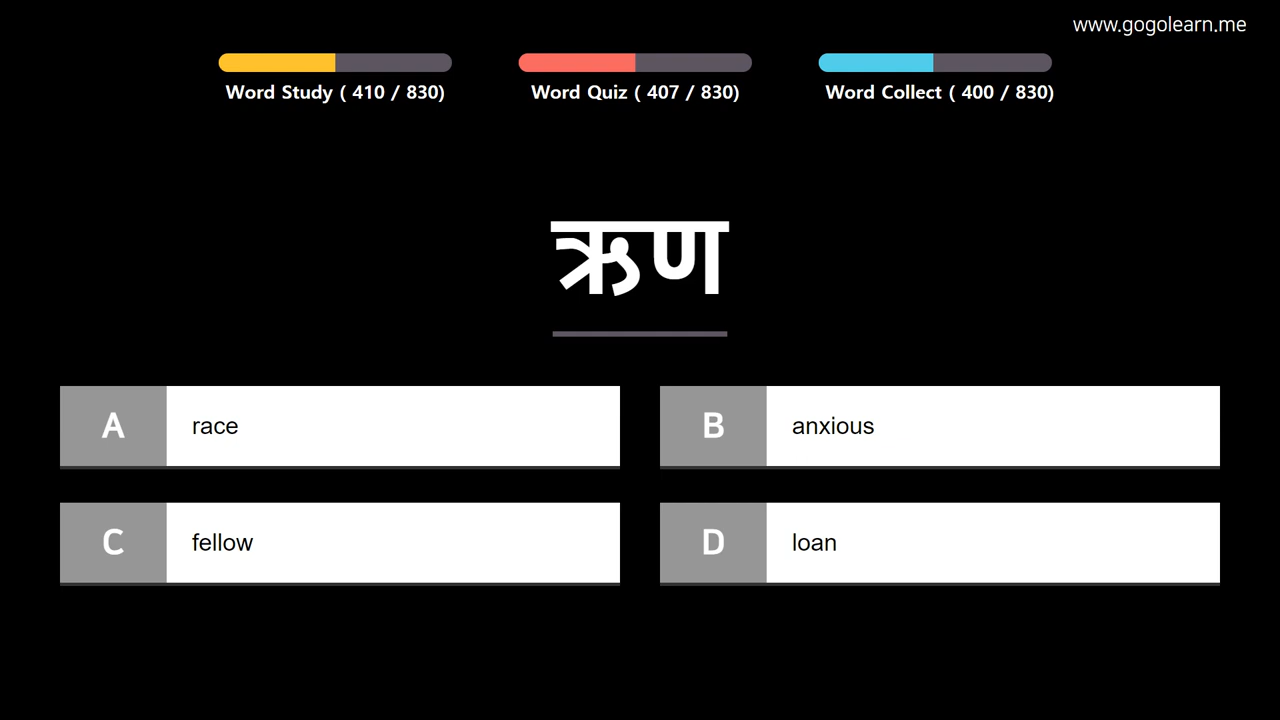 www.gogolearn.me
Word Study ( 410 / 830)
Word Quiz ( 407 / 830)
Word Collect ( 400 / 830)
ऋण
A race
B anxious
C fellow
D loan